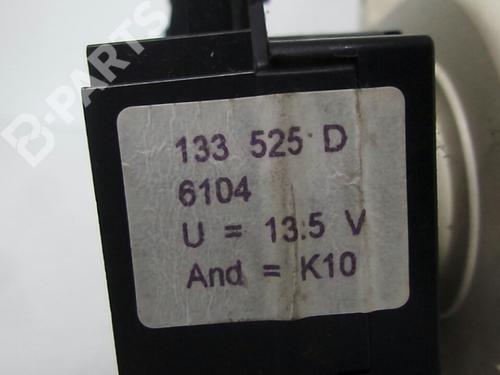 B-PARTS
133 525 D
6104
U = 13.5 V
And = K10